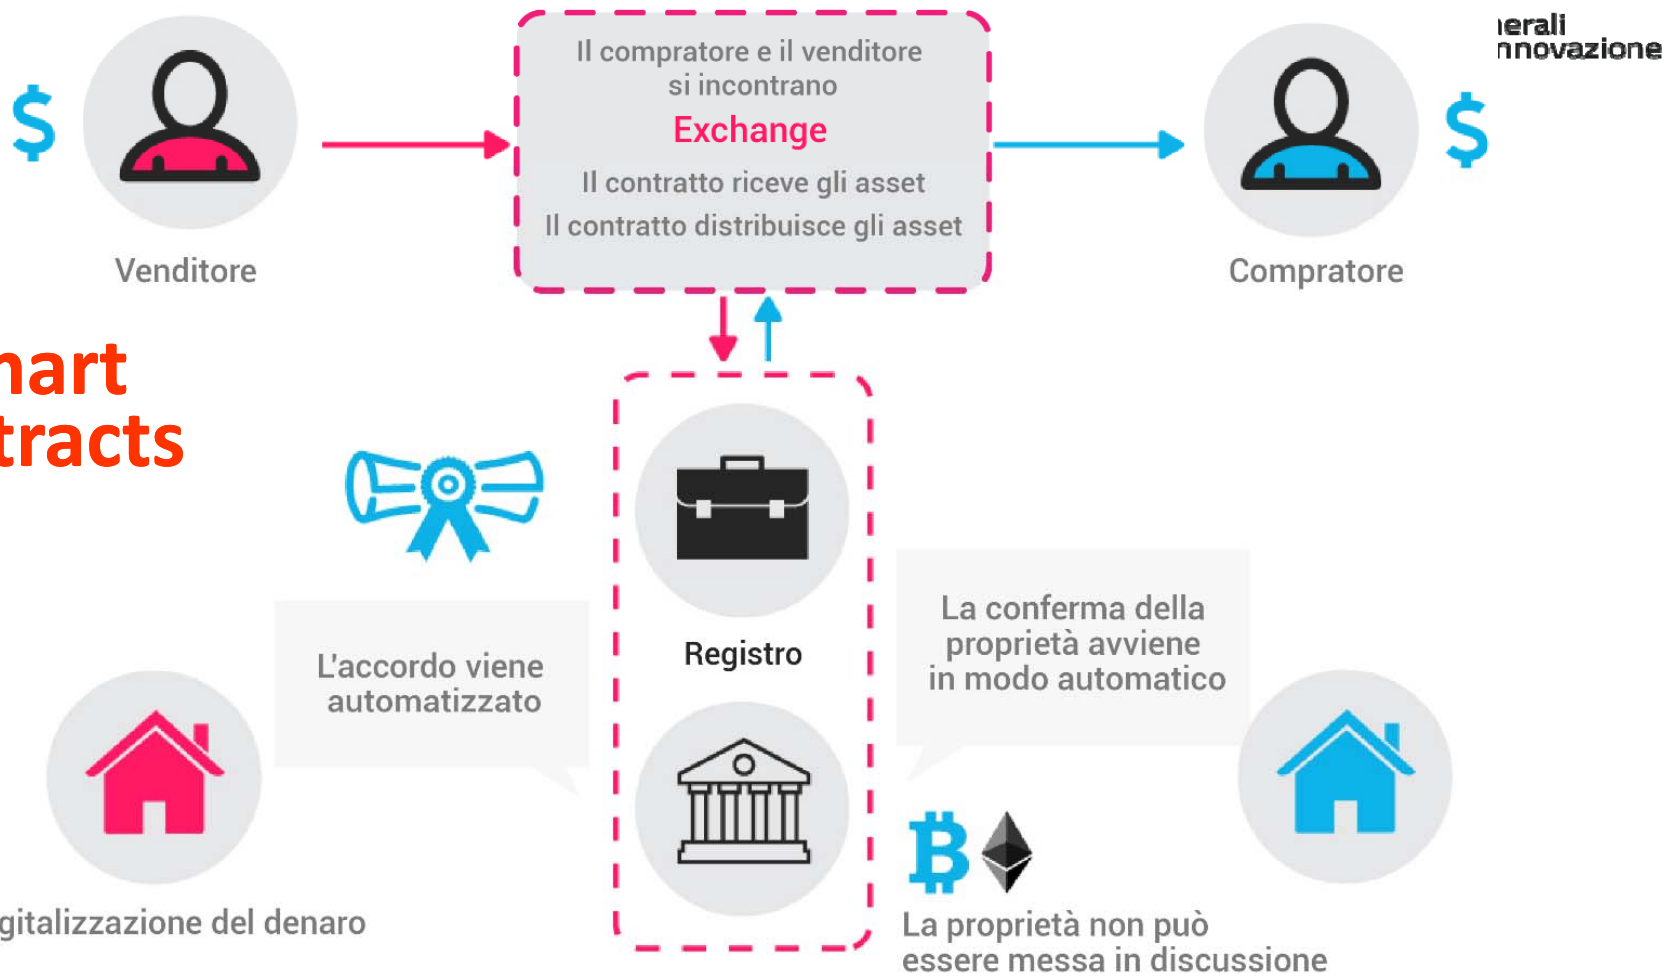 nerali
nnovazione
Il compratore e il venditore
si incontrano
Exchange
Il contratto riceve gli asset
Il contratto distribuisce gli asset
Venditore
Compratore
mart
tracts
L'accordo viene
automatizzato
Registro
La conferma della
proprietà avviene
in modo automatico
gitalizzazione del denaro
La proprietà non può
essere messa in discussione